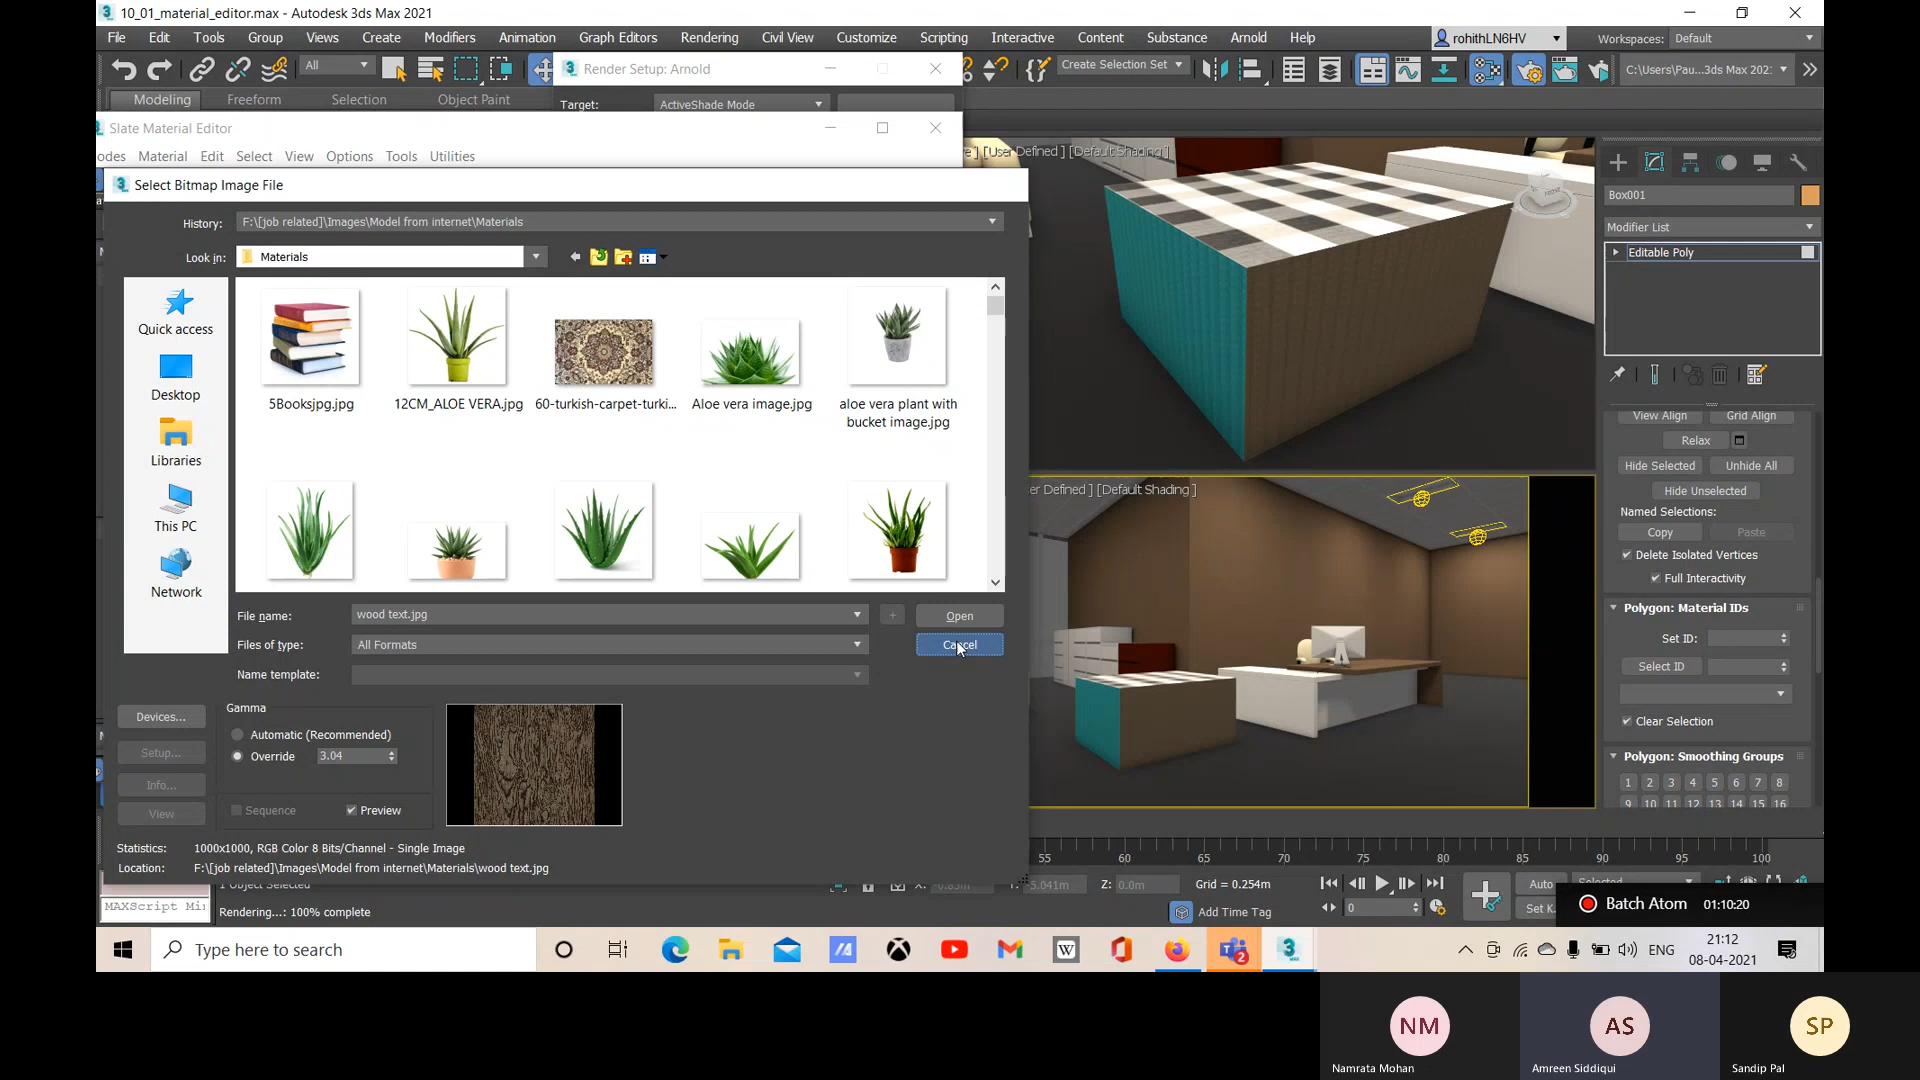 10_01_material_editor.max - Autodesk 3ds Max 2021
File Edit Tools Group Views Create Modifiers Animation Graph Editors Rendering Civil View Customize Scripting Interactive Content Substance Arnold Help
rohithLN6HV
Workspaces: Default
All
Render Setup: Arnold
Create Selection Set
C:\Users\Pau...3ds Max 202:
Modeling Freeform Selection Object Paint
Target: ActiveShade Mode
Slate Material Editor
odes Material Edit Select View Options Tools Utilities
[User Defined ] [Default Shading ]
Select Bitmap Image File
History: F:\[job related]\Images\Model from internet\Materials
Look in: Materials
Quick access
Desktop
Libraries
This PC
Network
5Booksjpg.jpg
12CM_ALOE VERA.jpg
60-turkish-carpet-turki...
Aloe vera image.jpg
aloe vera plant with
bucket image.jpg
File name: wood text.jpg
Open
Files of type: All Formats
Cancel
Name template:
Devices...
Setup...
Info...
View
Gamma
Automatic (Recommended)
Override 3.04
Sequence
Preview
Statistics: 1000x1000, RGB Color 8 Bits/Channel - Single Image
Location: F:\[job related]\Images\Model from internet\Materials\wood text.jpg
er Defined ] [Default Shading ]
Box001
Modifier List
Editable Poly
View Align Grid Align
Relax
Hide Selected Unhide All
Hide Unselected
Named Selections:
Copy Paste
Delete Isolated Vertices
Full Interactivity
Polygon: Material IDs
Set ID:
Select ID
Clear Selection
Polygon: Smoothing Groups
1 2 3 4 5 6 7 8
9 10 11 12 13 14 15 16
55 60 65 70 75 80 85 90 95 100
1 Object Selected
Z: 0.0m
Grid = 0.254m
Auto
Selected
MAXScript Mi
Rendering...: 100% complete
Add Time Tag
0
Set K
Batch Atom 01:10:20
Type here to search
ENG
21:12
08-04-2021
2
NM
AS
SP
Namrata Mohan
Amreen Siddiqui
Sandip Pal